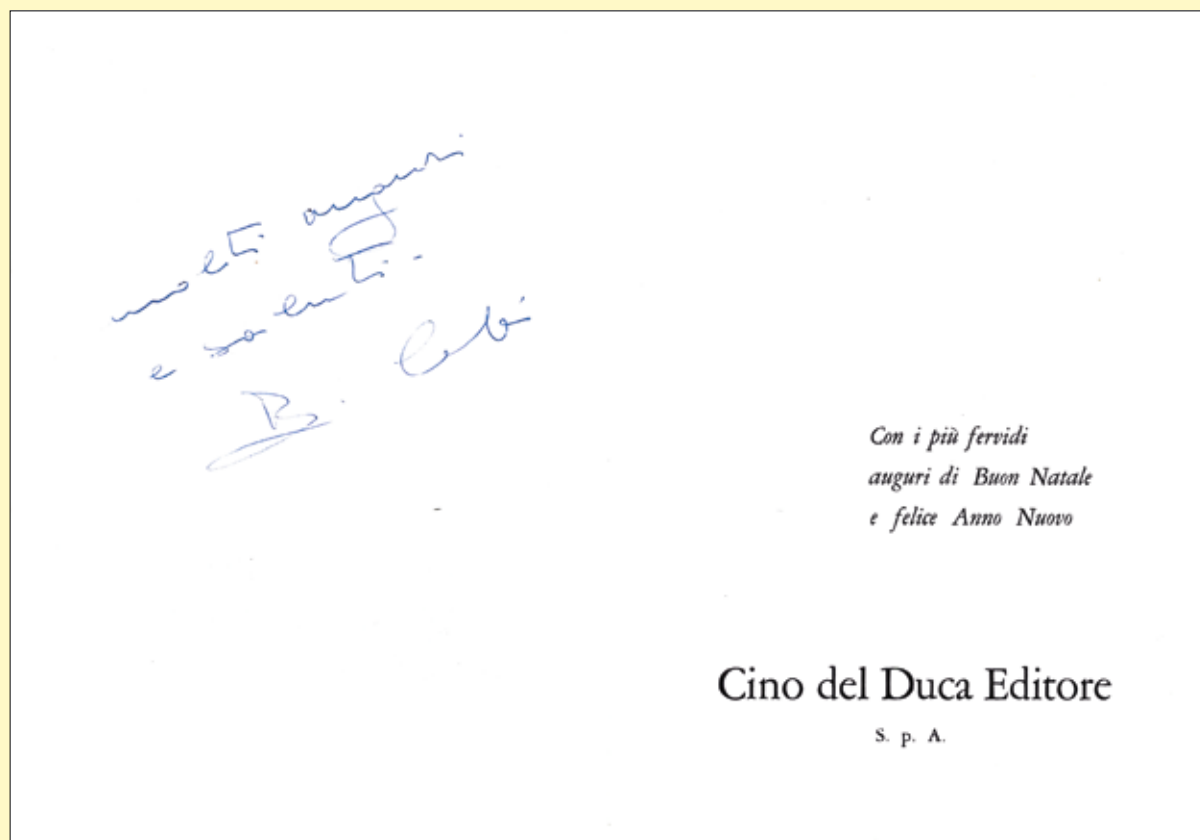 molti auguri
e saluti.
B.
Con i più fervidi
auguri di Buon Natale
e felice Anno Nuovo
Cino del Duca Editore
S. p. A.